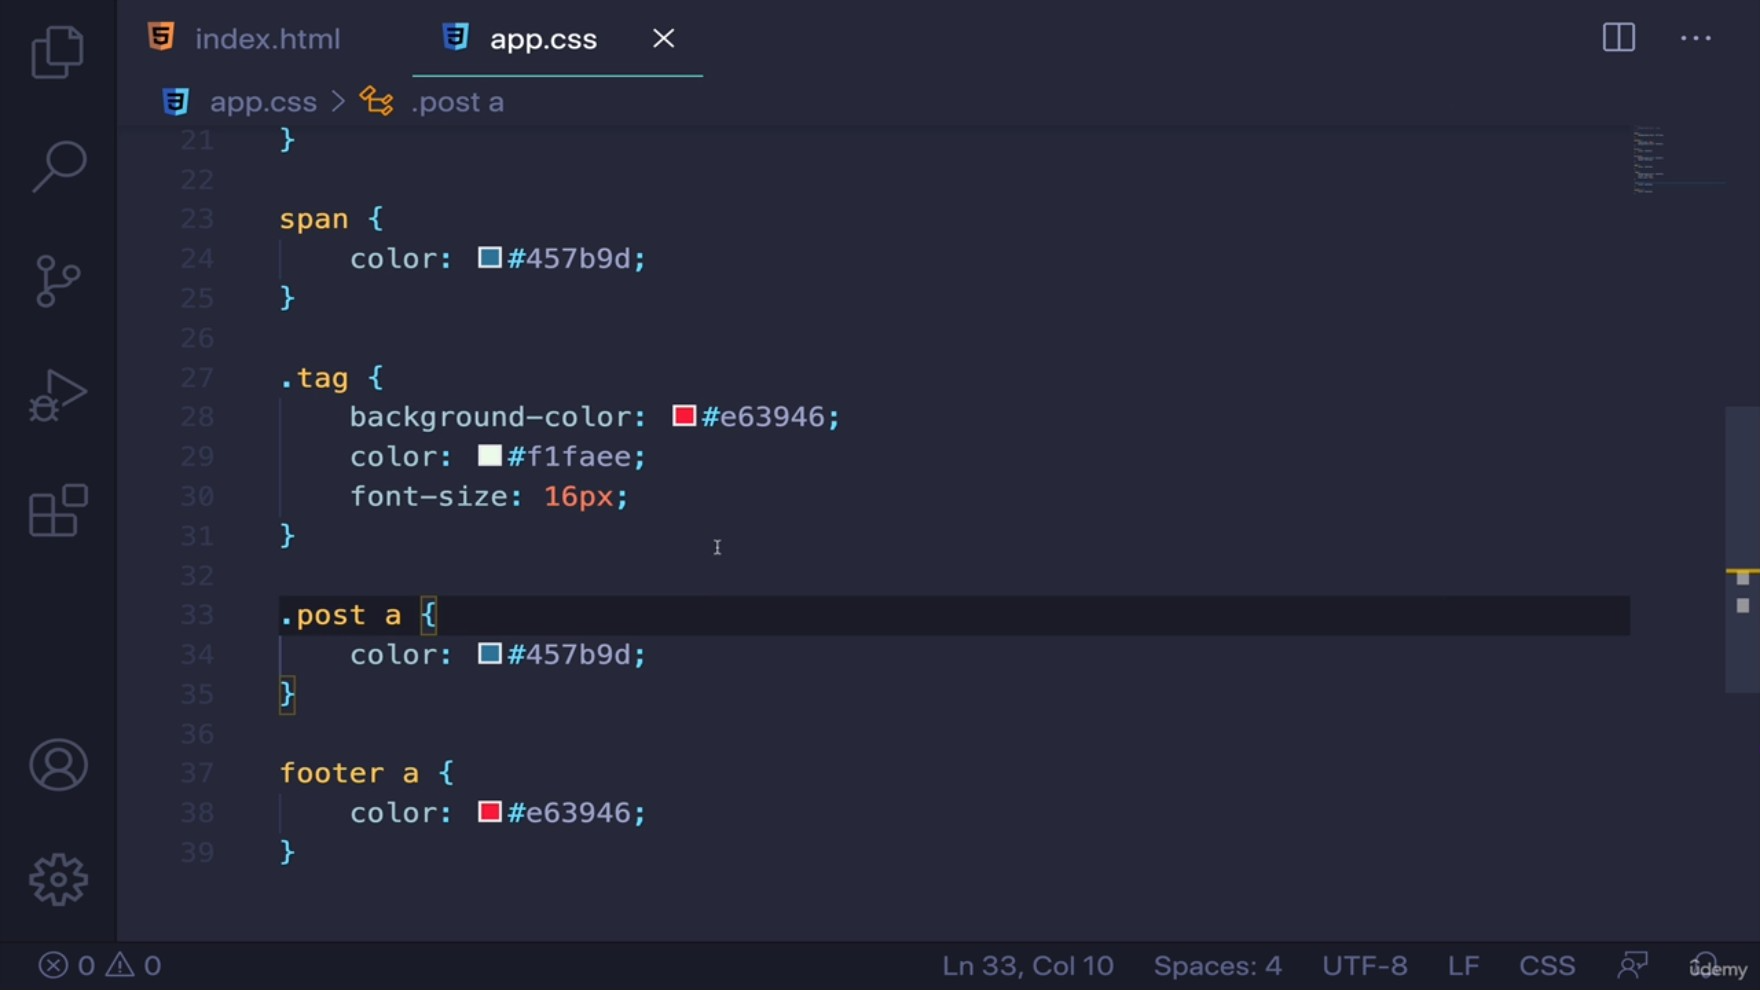 index.html app.css
app.css > .post a
21 }
22
23 span {
24 color: #457b9d;
25 }
26
27 .tag {
28 background-color: #e63946;
29 color: #f1faee;
30 font-size: 16px;
31 }
32
33 .post a {
34 color: #457b9d;
35 }
36
37 footer a {
38 color: #e63946;
39 }
0 0 Ln 33, Col 10 Spaces: 4 UTF-8 LF CSS
ûdemy